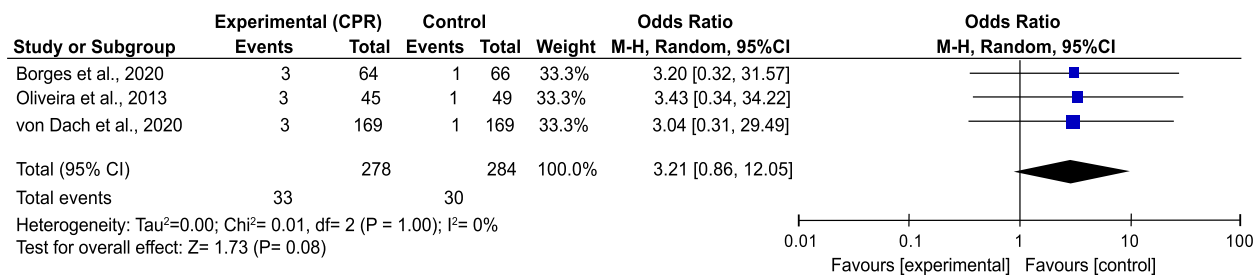 Experimental (CPR) Control Odds Ratio Odds Ratio
Study or Subgroup Events Total Events Total Weight M-H, Random, 95%CI M-H, Random, 95%CI
Borges et al., 2020 3 64 1 66 33.3% 3.20 [0.32, 31.57]
Oliveira et al., 2013 3 45 1 49 33.3% 3.43 [0.34, 34.22]
von Dach et al., 2020 3 169 1 169 33.3% 3.04 [0.31, 29.49]
Total (95% CI) 278 284 100.0% 3.21 [0.86, 12.05]
Total events 33 30
Heterogeneity: Tau²=0.00; Chi²= 0.01, df= 2 (P = 1.00); I²= 0%
Test for overall effect: Z= 1.73 (P= 0.08)
0.01 0.1 1 10 100
Favours [experimental] Favours [control]